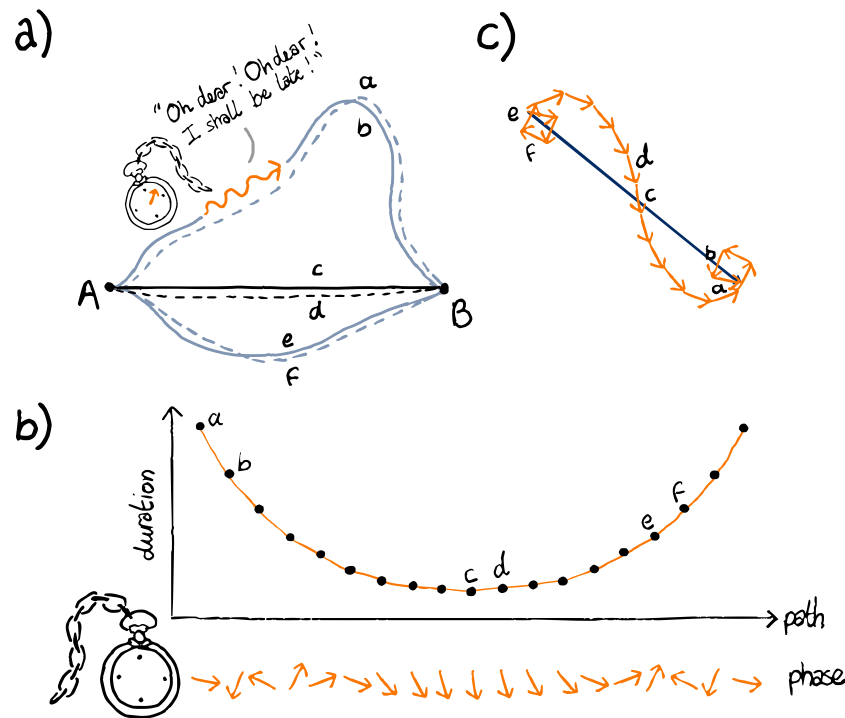 a)
"Oh dear! Oh dear!
I shall be late!"
a
b
c
A
B
d
e
f
c)
e
f
d
c
b
a
b)
duration
a
b
c
d
e
f
path
phase